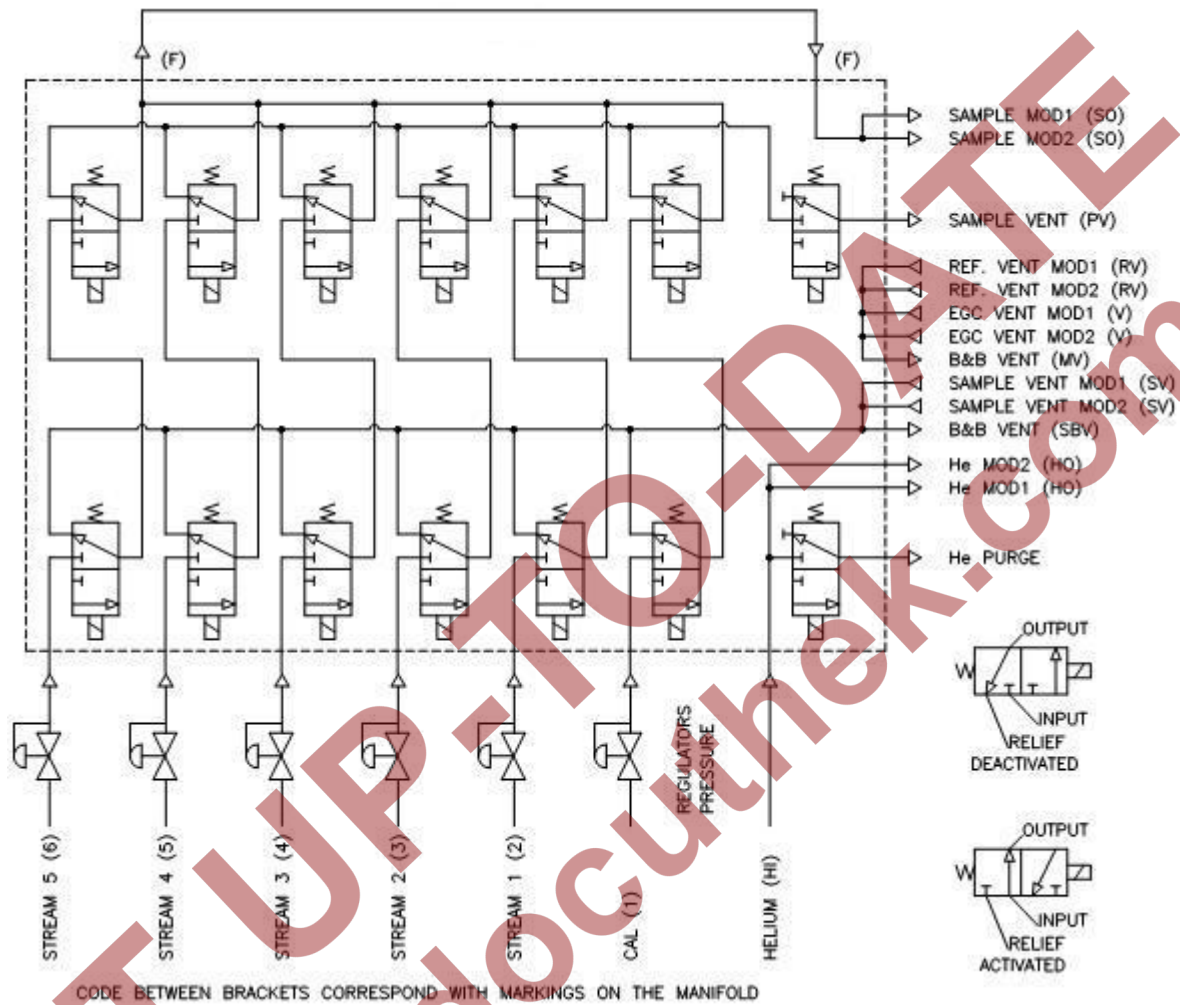 (F)
(F)
SAMPLE MOD1 (SO)
SAMPLE MOD2 (SO)
SAMPLE VENT (PV)
REF. VENT MOD1 (RV)
REF. VENT MOD2 (RV)
EGC VENT MOD1 (V)
EGC VENT MOD2 (V)
B&B VENT (MV)
SAMPLE VENT MOD1 (SV)
SAMPLE VENT MOD2 (SV)
B&B VENT (SBV)
He MOD2 (HO)
He MOD1 (HO)
He PURGE
OUTPUT
INPUT
RELIEF
DEACTIVATED
OUTPUT
INPUT
RELIEF
ACTIVATED
STREAM 5 (6)
STREAM 4 (5)
STREAM 3 (4)
STREAM 2 (3)
STREAM 1 (2)
CAL (1)
REGULATORS
PRESSURE
HELIUM (HI)
CODE BETWEEN BRACKETS CORRESPOND WITH MARKINGS ON THE MANIFOLD
T UP-TO-DATE
docuthek.com